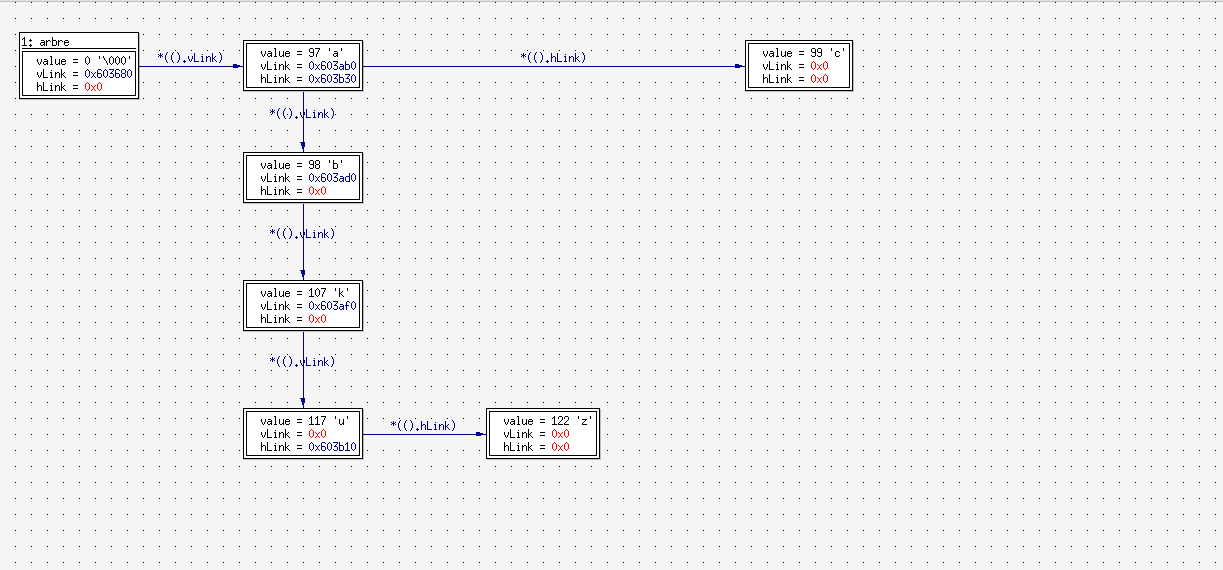 1: arbre
value = 0 '\000'
vLink = 0x603680
hLink = 0x0
*(().vLink)
value = 97 'a'
vLink = 0x603ab0
hLink = 0x603b30
*(().hLink)
value = 99 'c'
vLink = 0x0
hLink = 0x0
*(().vLink)
value = 98 'b'
vLink = 0x603ad0
hLink = 0x0
*(().vLink)
value = 107 'k'
vLink = 0x603af0
hLink = 0x0
*(().vLink)
value = 117 'u'
vLink = 0x0
hLink = 0x603b10
*(().hLink)
value = 122 'z'
vLink = 0x0
hLink = 0x0